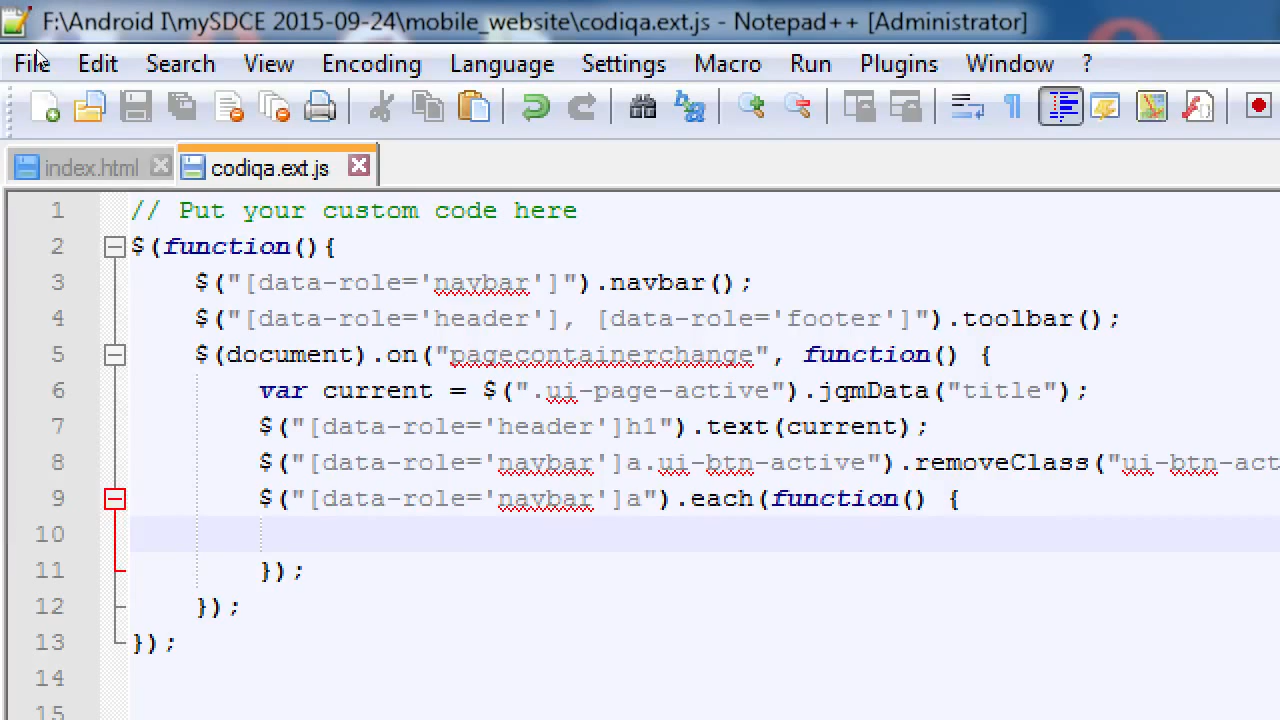 F:\Android I\mySDCE 2015-09-24\mobile_website\codiqa.ext.js - Notepad++ [Administrator]
File Edit Search View Encoding Language Settings Macro Run Plugins Window ?
index.html codiqa.ext.js
1 // Put your custom code here
2 $(function(){
3 $("[data-role='navbar']").navbar();
4 $("[data-role='header'], [data-role='footer']").toolbar();
5 $(document).on("pagecontainerchange", function() {
6 var current = $(".ui-page-active").jqmData("title");
7 $("[data-role='header']h1").text(current);
8 $("[data-role='navbar']a.ui-btn-active").removeClass("ui-btn-act
9 $("[data-role='navbar']a").each(function() {
10
11 });
12 });
13 });
14
15